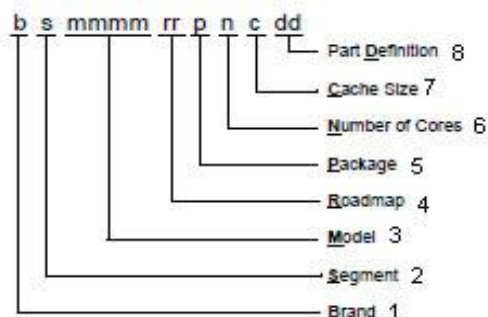 b s mmmm rr p n c dd
Part Definition 8
Cache Size 7
Number of Cores 6
Package 5
Roadmap 4
Model 3
Segment 2
Brand 1